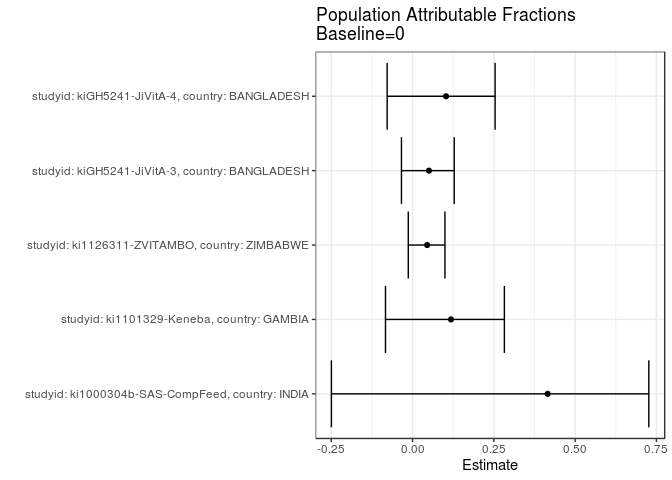 Population Attributable Fractions
Baseline=0
studyid: kiGH5241-JiVitA-4, country: BANGLADESH
studyid: kiGH5241-JiVitA-3, country: BANGLADESH
studyid: ki1126311-ZVITAMBO, country: ZIMBABWE
studyid: ki1101329-Keneba, country: GAMBIA
studyid: ki1000304b-SAS-CompFeed, country: INDIA
-0.25 0.00 0.25 0.50 0.75
Estimate